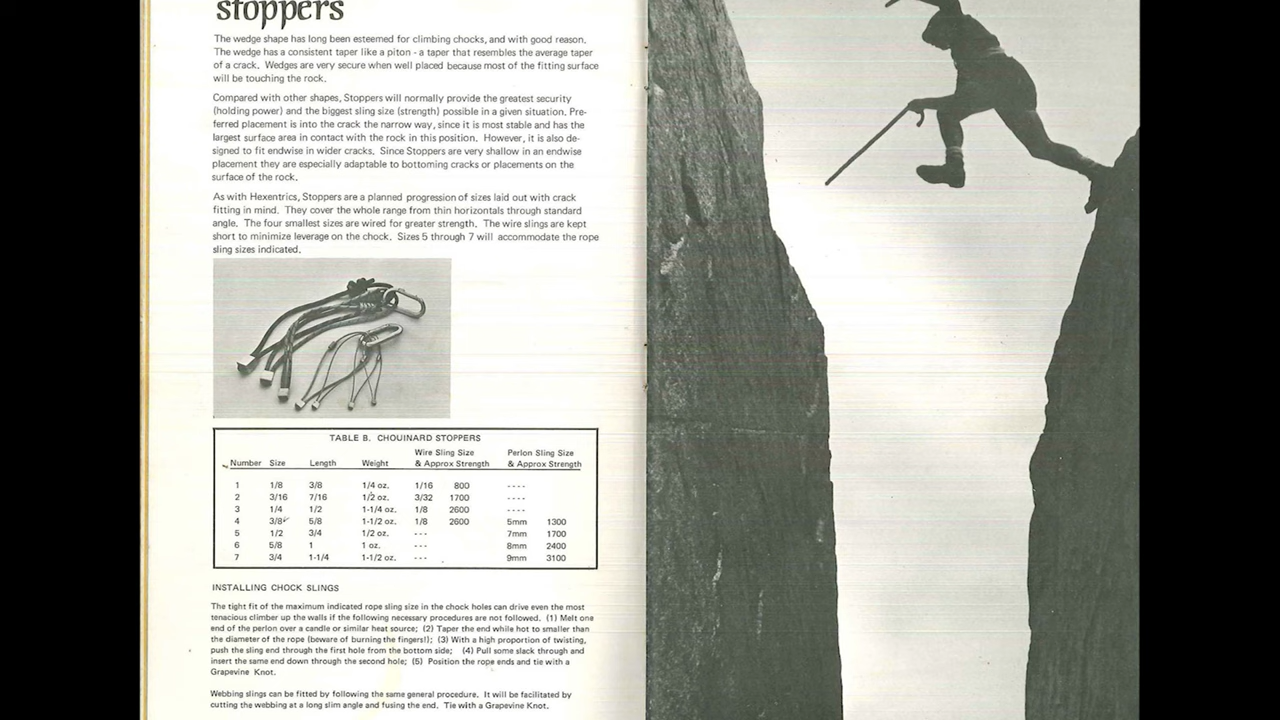 stoppers
The wedge shape has long been esteemed for climbing chocks, and with good reason.
The wedge has a consistent taper like a piton - a taper that resembles the average taper
of a crack. Wedges are very secure when well placed because most of the fitting surface
will be touching the rock.
Compared with other shapes, Stoppers will normally provide the greatest security
(holding power) and the biggest sling size (strength) possible in a given situation. Pre-
ferred placement is into the crack the narrow way, since it is most stable and has the
largest surface area in contact with the rock in this position. However, it is also de-
signed to fit endwise in wider cracks. Since Stoppers are very shallow in an endwise
placement they are especially adaptable to bottoming cracks or placements on the
surface of the rock.
As with Hexentrics, Stoppers are a planned progression of sizes laid out with crack
fitting in mind. They cover the whole range from thin horizontals through standard
angle. The four smallest sizes are wired for greater strength. The wire slings are kept
short to minimize leverage on the chock. Sizes 5 through 7 will accommodate the rope
sling sizes indicated.
TABLE B. CHOUINARD STOPPERS
Wire Sling Size Perlon Sling Size
Number Size Length Weight & Approx Strength & Approx Strength
1 1/8 3/8 1/4 oz. 1/16 800 ----
2 3/16 7/16 1/2 oz. 3/32 1700 ----
3 1/4 1/2 1-1/4 oz. 1/8 2600 ----
4 3/8 5/8 1-1/2 oz. 1/8 2600 5mm 1300
5 1/2 3/4 1/2 oz. --- 7mm 1700
6 5/8 1 1 oz. --- 8mm 2400
7 3/4 1-1/4 1-1/2 oz. --- 9mm 3100
INSTALLING CHOCK SLINGS
The tight fit of the maximum indicated rope sling size in the chock holes can drive even the most
tenacious climber up the walls if the following necessary procedures are not followed. (1) Melt one
end of the perlon over a candle or similar heat source; (2) Taper the end while hot to smaller than
the diameter of the rope (beware of burning the fingers!); (3) With a high proportion of twisting,
push the sling end through the first hole from the bottom side; (4) Pull some slack through and
insert the same end down through the second hole; (5) Position the rope ends and tie with a
Grapevine Knot.
Webbing slings can be fitted by following the same general procedure. It will be facilitated by
cutting the webbing at a long slim angle and fusing the end. Tie with a Grapevine Knot.